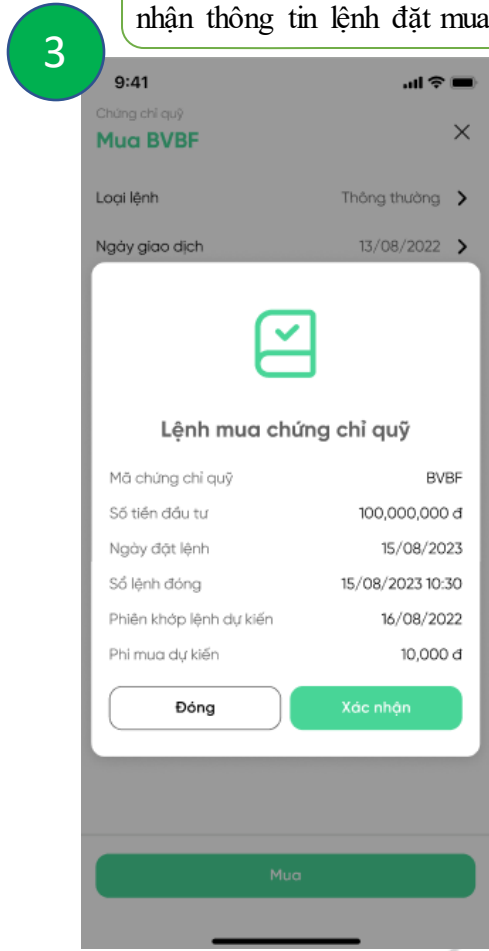 nhận thông tin lệnh đặt mua
3
9:41
Chứng chỉ quỹ
Mua BVBF
Loại lệnh Thông thường
Ngày giao dịch 13/08/2022
Lệnh mua chứng chỉ quỹ
Mã chứng chỉ quỹ BVBF
Số tiền đầu tư 100,000,000 đ
Ngày đặt lệnh 15/08/2023
Sổ lệnh đóng 15/08/2023 10:30
Phiên khớp lệnh dự kiến 16/08/2022
Phí mua dự kiến 10,000 đ
Đóng Xác nhận
Mua